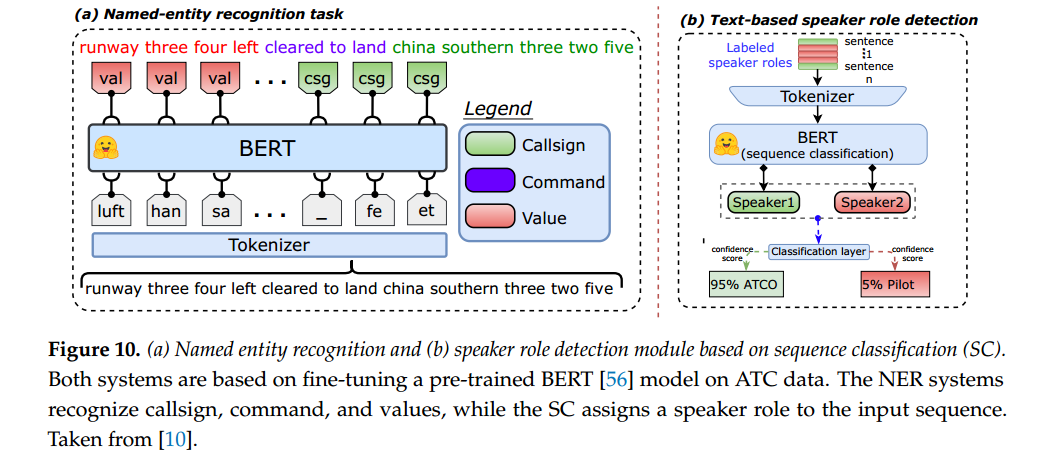 (a) Named-entity recognition task
runway three four left cleared to land china southern three two five
val val val . . . csg csg csg
BERT
luft han sa . . . _ fe et
Tokenizer
runway three four left cleared to land china southern three two five
Legend
Callsign
Command
Value
(b) Text-based speaker role detection
Labeled
speaker roles
sentence
1
sentence
n
Tokenizer
BERT
(sequence classification)
Speaker1 Speaker2
Classification layer
confidence
score
confidence
score
95% ATCO
5% Pilot
Figure 10. (a) Named entity recognition and (b) speaker role detection module based on sequence classification (SC).
Both systems are based on fine-tuning a pre-trained BERT [56] model on ATC data. The NER systems
recognize callsign, command, and values, while the SC assigns a speaker role to the input sequence.
Taken from [10].